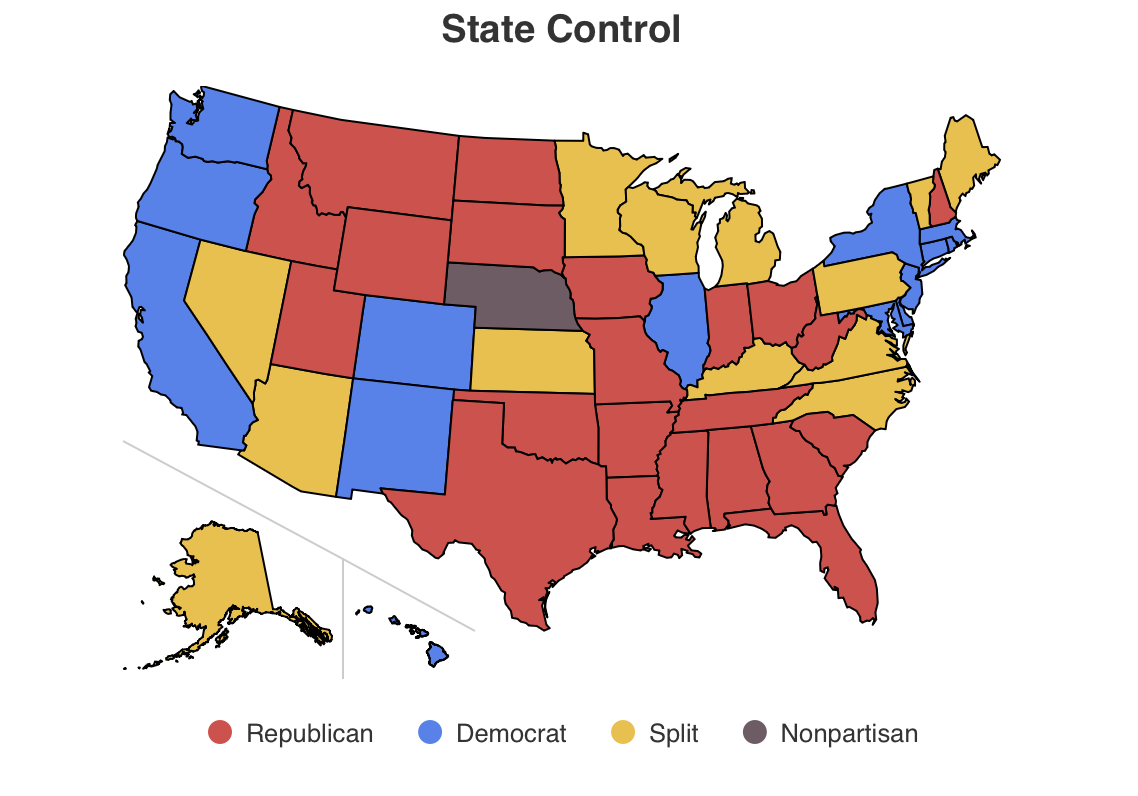 State Control
Republican Democrat Split Nonpartisan